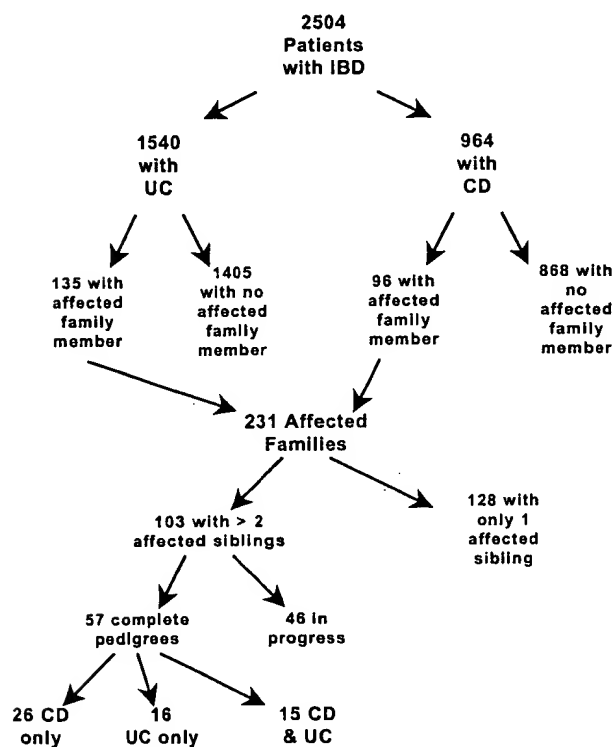 2504
Patients
with IBD
1540
with
UC
964
with
CD
135 with
affected
family
member
1405
with no
affected
family
member
96 with
affected
family
member
868 with
no
affected
family
member
231 Affected
Families
103 with > 2
affected siblings
128 with
only 1
affected
sibling
57 complete
pedigrees
46 in
progress
26 CD
only
16
UC only
15 CD
& UC